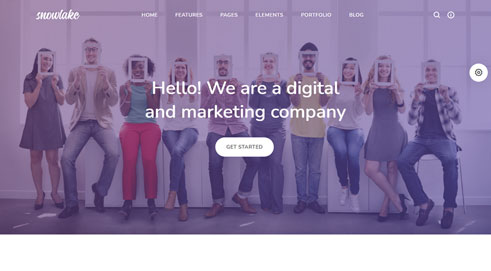 snowlake
HOME FEATURES PAGES ELEMENTS PORTFOLIO BLOG
Hello! We are a digital
and marketing company
GET STARTED